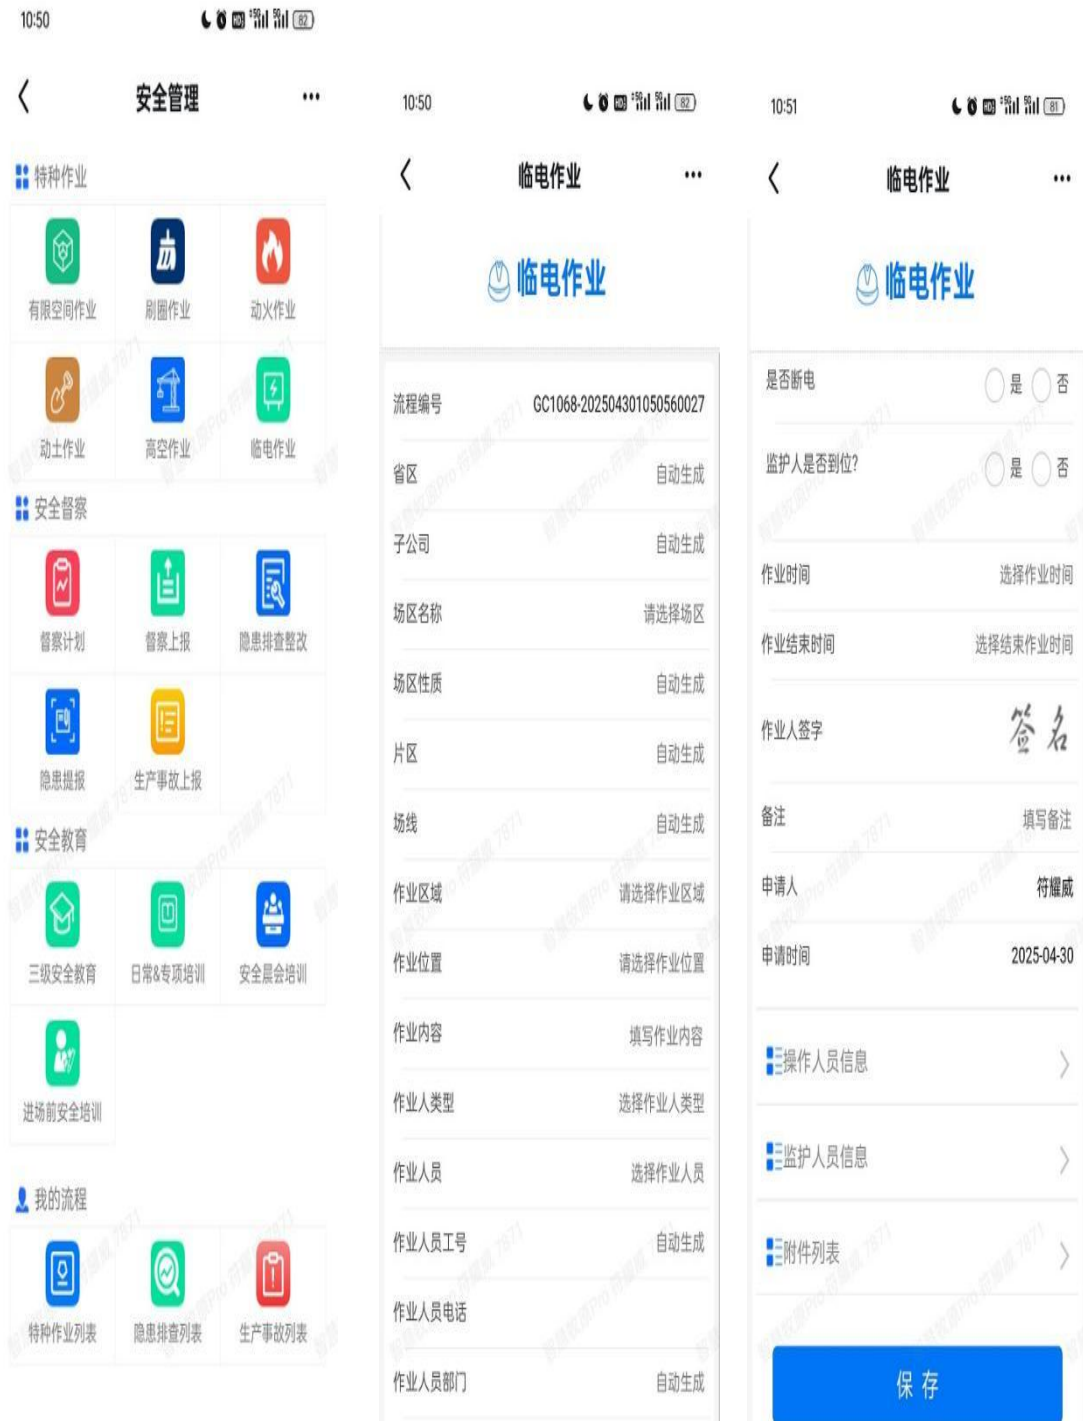 10:50
82
安全管理
特种作业
有限空间作业
刷圈作业
动火作业
动土作业
高空作业
临电作业
安全督察
督察计划
督察上报
隐患排查整改
隐患提报
生产事故上报
安全教育
三级安全教育
日常&专项培训
安全晨会培训
进场前安全培训
我的流程
特种作业列表
隐患排查列表
生产事故列表
10:50
82
临电作业
临电作业
流程编号 GC1068-202504301050560027
省区 自动生成
子公司 自动生成
场区名称 请选择场区
场区性质 自动生成
片区 自动生成
场线 自动生成
作业区域 请选择作业区域
作业位置 请选择作业位置
作业内容 填写作业内容
作业人类型 选择作业人类型
作业人员 选择作业人员
作业人员工号 自动生成
作业人员电话
作业人员部门 自动生成
10:51
81
临电作业
临电作业
是否断电 是 否
监护人是否到位? 是 否
作业时间 选择作业时间
作业结束时间 选择结束作业时间
作业人签字 签名
备注 填写备注
申请人 符耀威
申请时间 2025-04-30
操作人员信息
监护人员信息
附件列表
保存